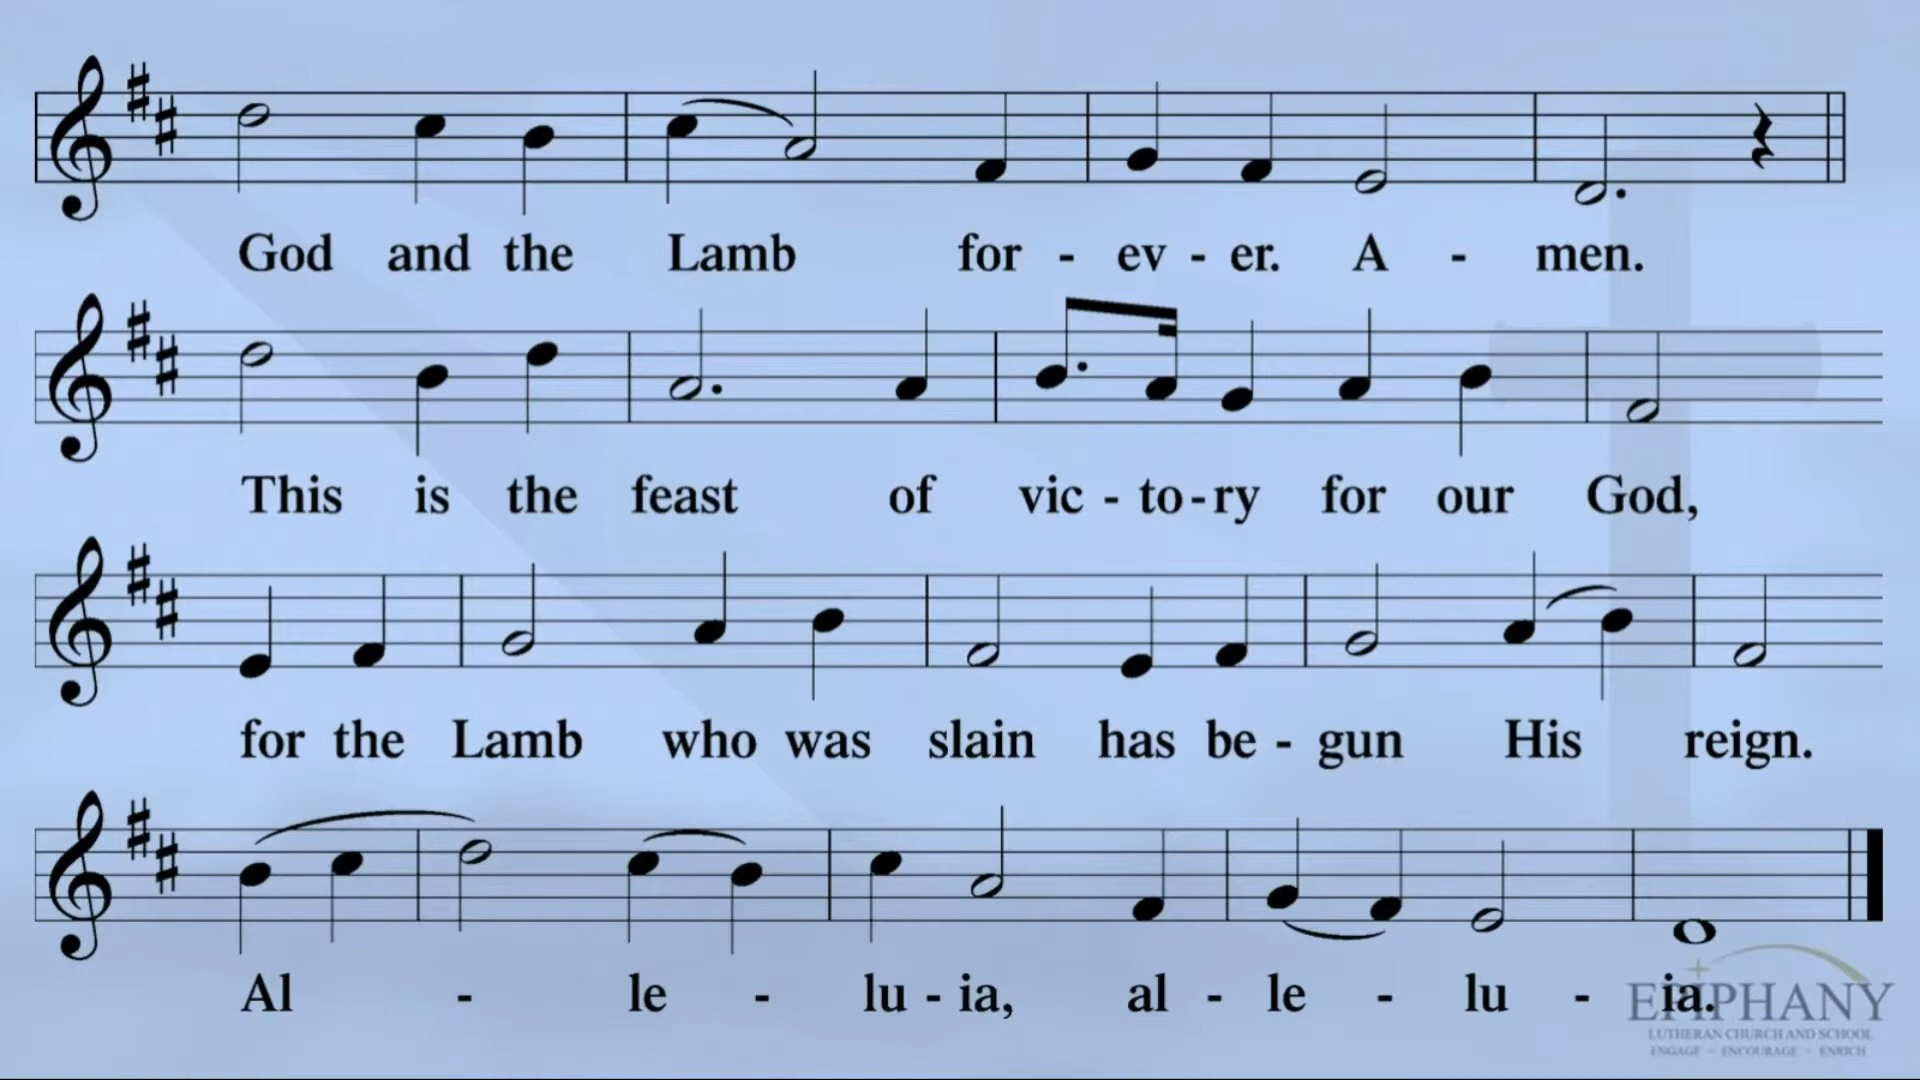 God and the Lamb for - ev - er. A - men.
This is the feast of vic - to - ry for our God,
for the Lamb who was slain has be - gun His reign.
Al - le - lu - ia, al - le - lu - ia.
EPIPHANY
LUTHERAN CHURCH AND SCHOOL
ENGAGE - ENCOURAGE - ENRICH